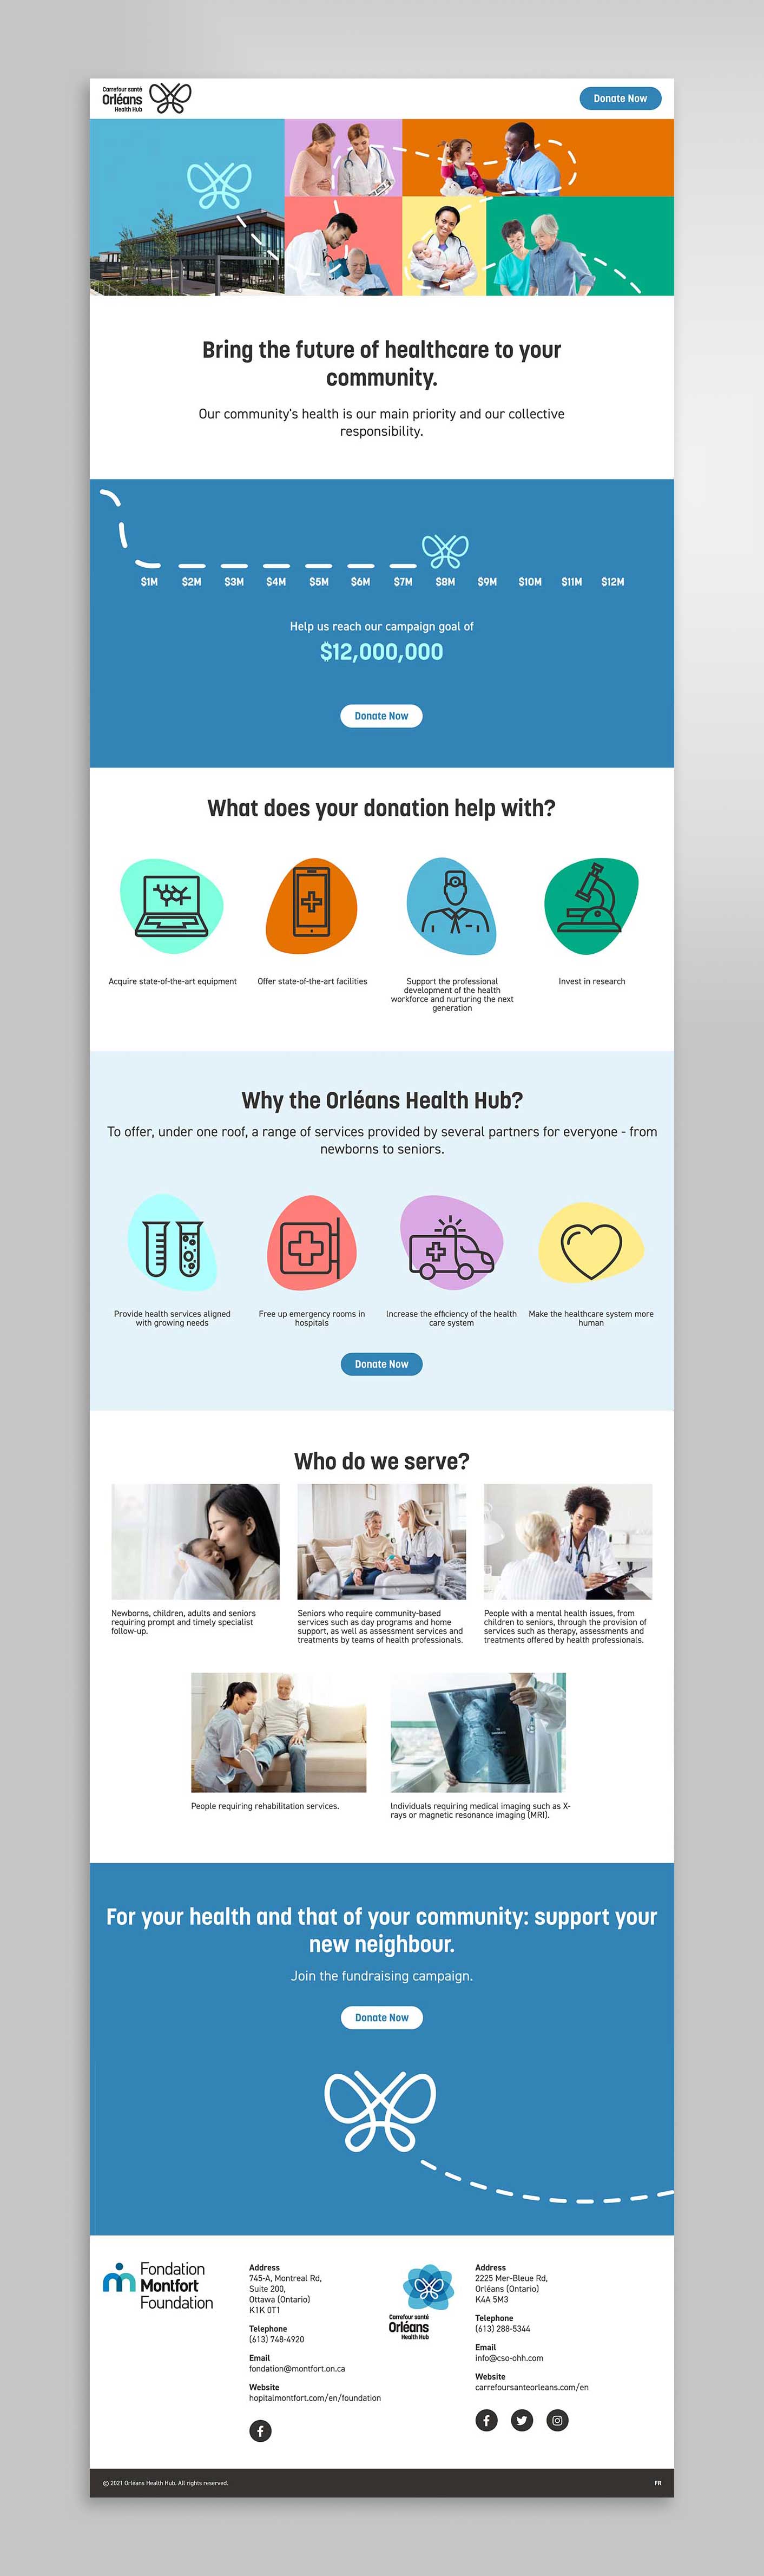 Carrefour santé
Orléans
Health Hub
Donate Now
Bring the future of healthcare to your
community.
Our community's health is our main priority and our collective
responsibility.
$1M $2M $3M $4M $5M $6M $7M $8M $9M $10M $11M $12M
Help us reach our campaign goal of
$12,000,000
Donate Now
What does your donation help with?
Acquire state-of-the-art equipment
Offer state-of-the-art facilities
Support the professional
development of the health
workforce and nurturing the next
generation
Invest in research
Why the Orléans Health Hub?
To offer, under one roof, a range of services provided by several partners for everyone - from
newborns to seniors.
Provide health services aligned
with growing needs
Free up emergency rooms in
hospitals
Increase the efficiency of the health
care system
Make the healthcare system more
human
Donate Now
Who do we serve?
Newborns, children, adults and seniors
requiring prompt and timely specialist
follow-up.
Seniors who require community-based
services such as day programs and home
support, as well as assessment services and
treatments by teams of health professionals.
People with a mental health issues, from
children to seniors, through the provision of
services such as therapy, assessments and
treatments offered by health professionals.
People requiring rehabilitation services.
Individuals requiring medical imaging such as X-
rays or magnetic resonance imaging (MRI).
For your health and that of your community: support your
new neighbour.
Join the fundraising campaign.
Donate Now
Fondation
Montfort
Foundation
Address
745-A, Montreal Rd,
Suite 200,
Ottawa (Ontario)
K1K 0T1
Telephone
(613) 748-4920
Email
fondation@montfort.on.ca
Website
hopitalmontfort.com/en/foundation
Carrefour santé
Orléans
Health Hub
Address
2225 Mer-Bleue Rd,
Orléans (Ontario)
K4A 5M3
Telephone
(613) 288-5344
Email
info@cso-ohh.com
Website
carrefoursanteorleans.com/en
© 2021 Orléans Health Hub. All rights reserved.
FR